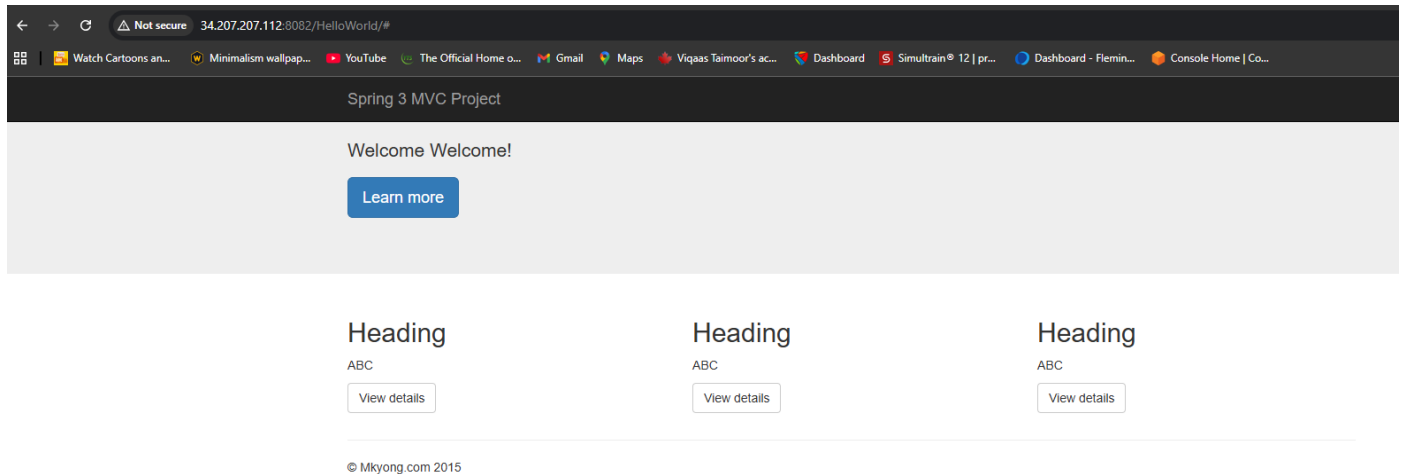 Not secure 34.207.207.112:8082/HelloWorld/#
Watch Cartoons an... Minimalism wallpap... YouTube The Official Home o... Gmail Maps Viqaas Taimoor's ac... Dashboard Simultrain® 12 | pr... Dashboard - Flemin... Console Home | Co...
Spring 3 MVC Project
Welcome Welcome!
Learn more
Heading Heading Heading
ABC ABC ABC
View details View details View details
© Mkyong.com 2015